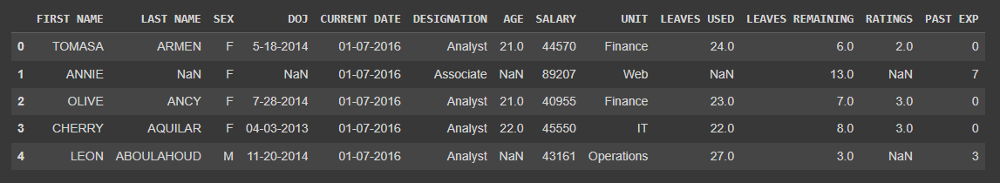 FIRST NAME LAST NAME SEX DOJ CURRENT DATE DESIGNATION AGE SALARY UNIT LEAVES USED LEAVES REMAINING RATINGS PAST EXP
0 TOMASA ARMEN F 5-18-2014 01-07-2016 Analyst 21.0 44570 Finance 24.0 6.0 2.0 0
1 ANNIE NaN F NaN 01-07-2016 Associate NaN 89207 Web NaN 13.0 NaN 7
2 OLIVE ANCY F 7-28-2014 01-07-2016 Analyst 21.0 40955 Finance 23.0 7.0 3.0 0
3 CHERRY AQUILAR F 04-03-2013 01-07-2016 Analyst 22.0 45550 IT 22.0 8.0 3.0 0
4 LEON ABOULAHOUD M 11-20-2014 01-07-2016 Analyst NaN 43161 Operations 27.0 3.0 NaN 3